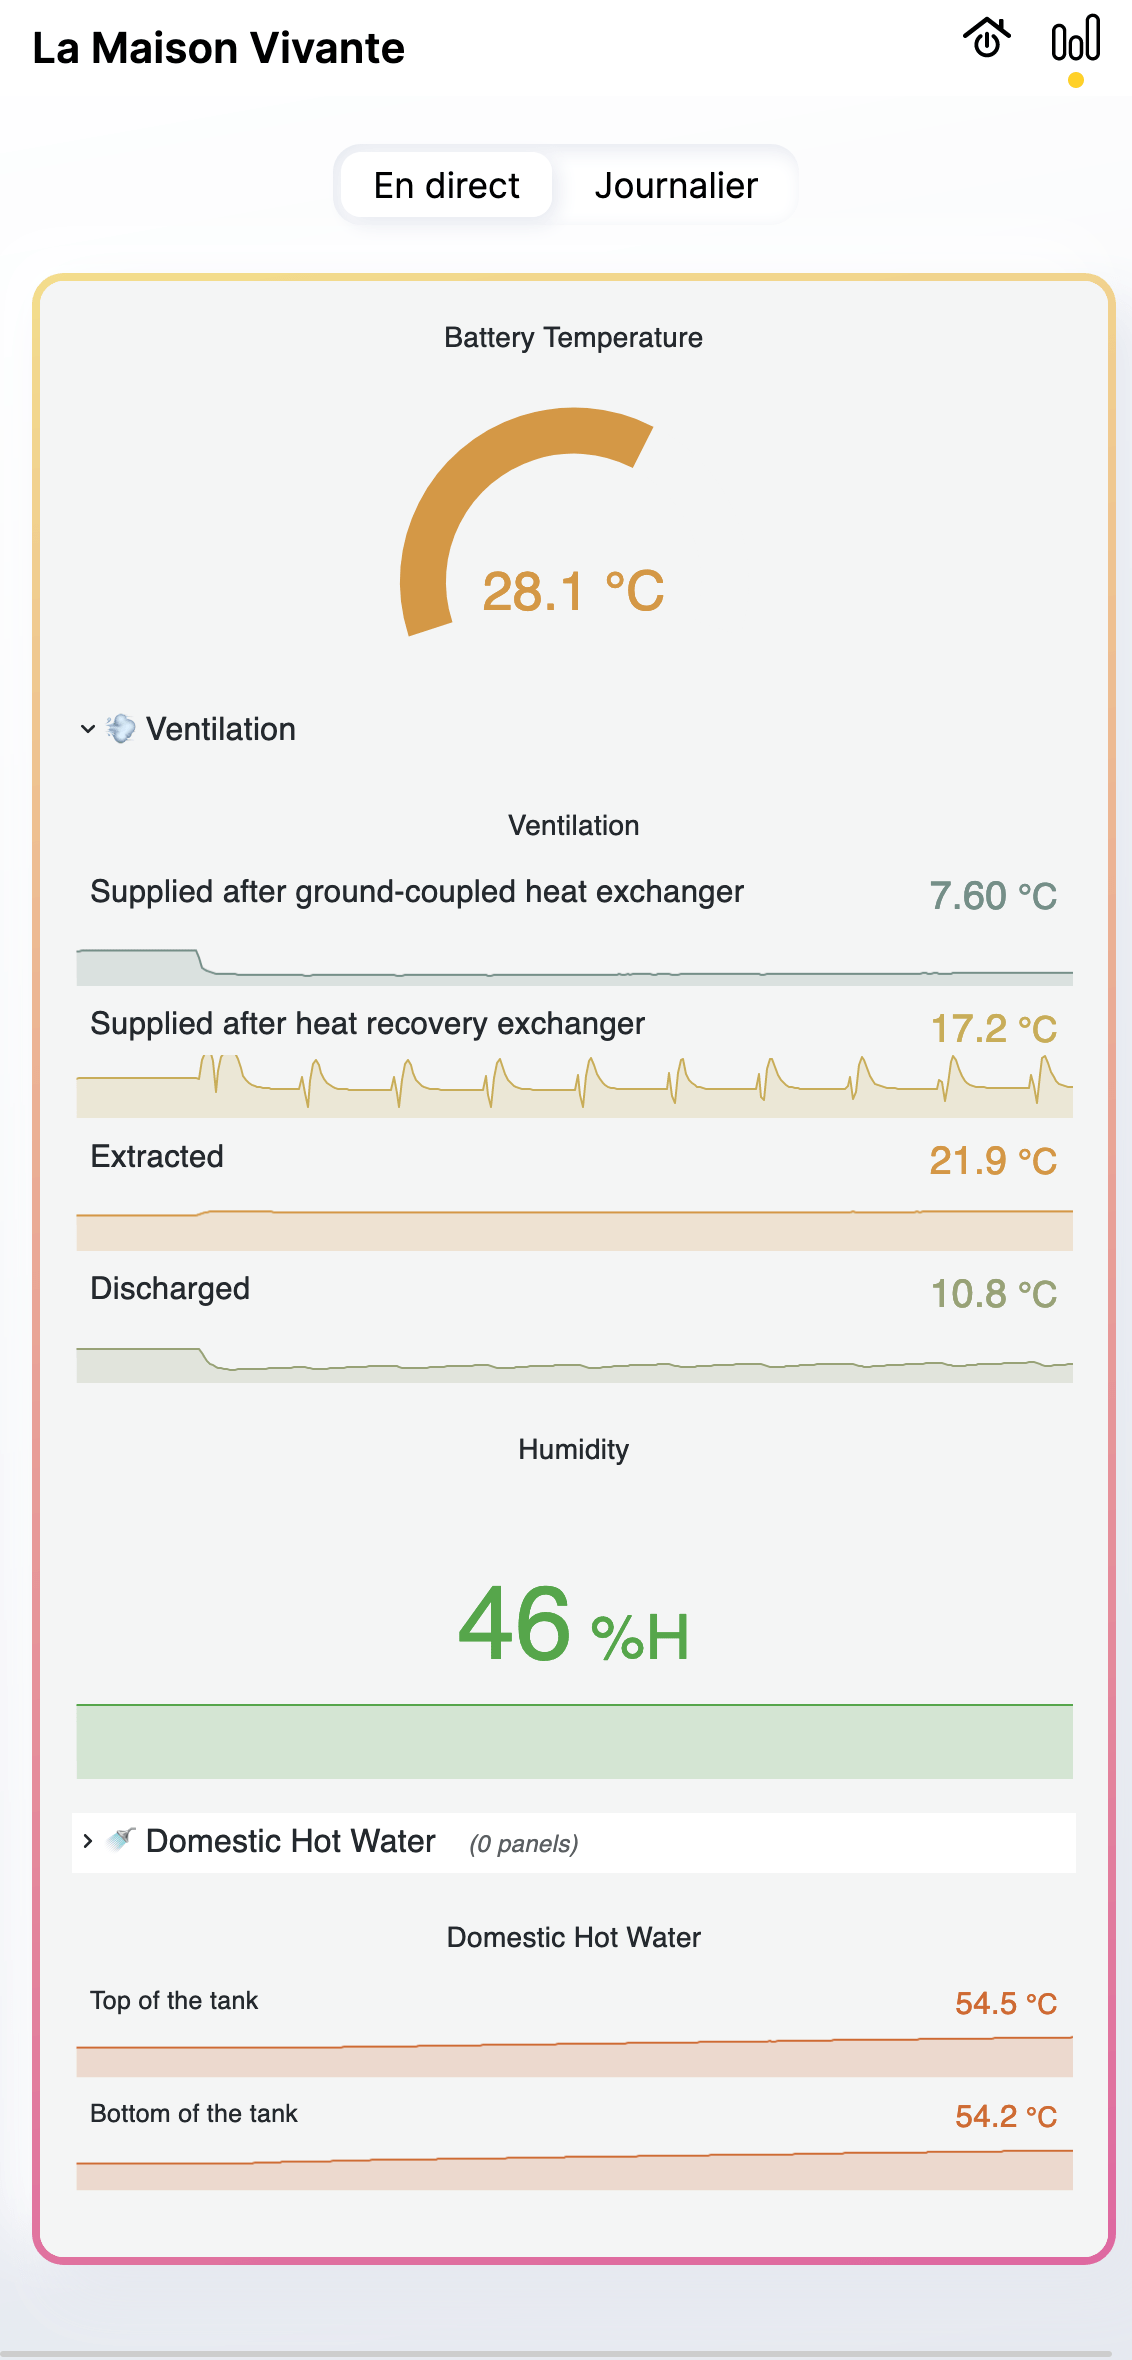 La Maison Vivante
En direct Journalier
Battery Temperature
28.1 °C
Ventilation
Ventilation
Supplied after ground-coupled heat exchanger 7.60 °C
Supplied after heat recovery exchanger 17.2 °C
Extracted 21.9 °C
Discharged 10.8 °C
Humidity
46 %H
Domestic Hot Water (0 panels)
Domestic Hot Water
Top of the tank 54.5 °C
Bottom of the tank 54.2 °C